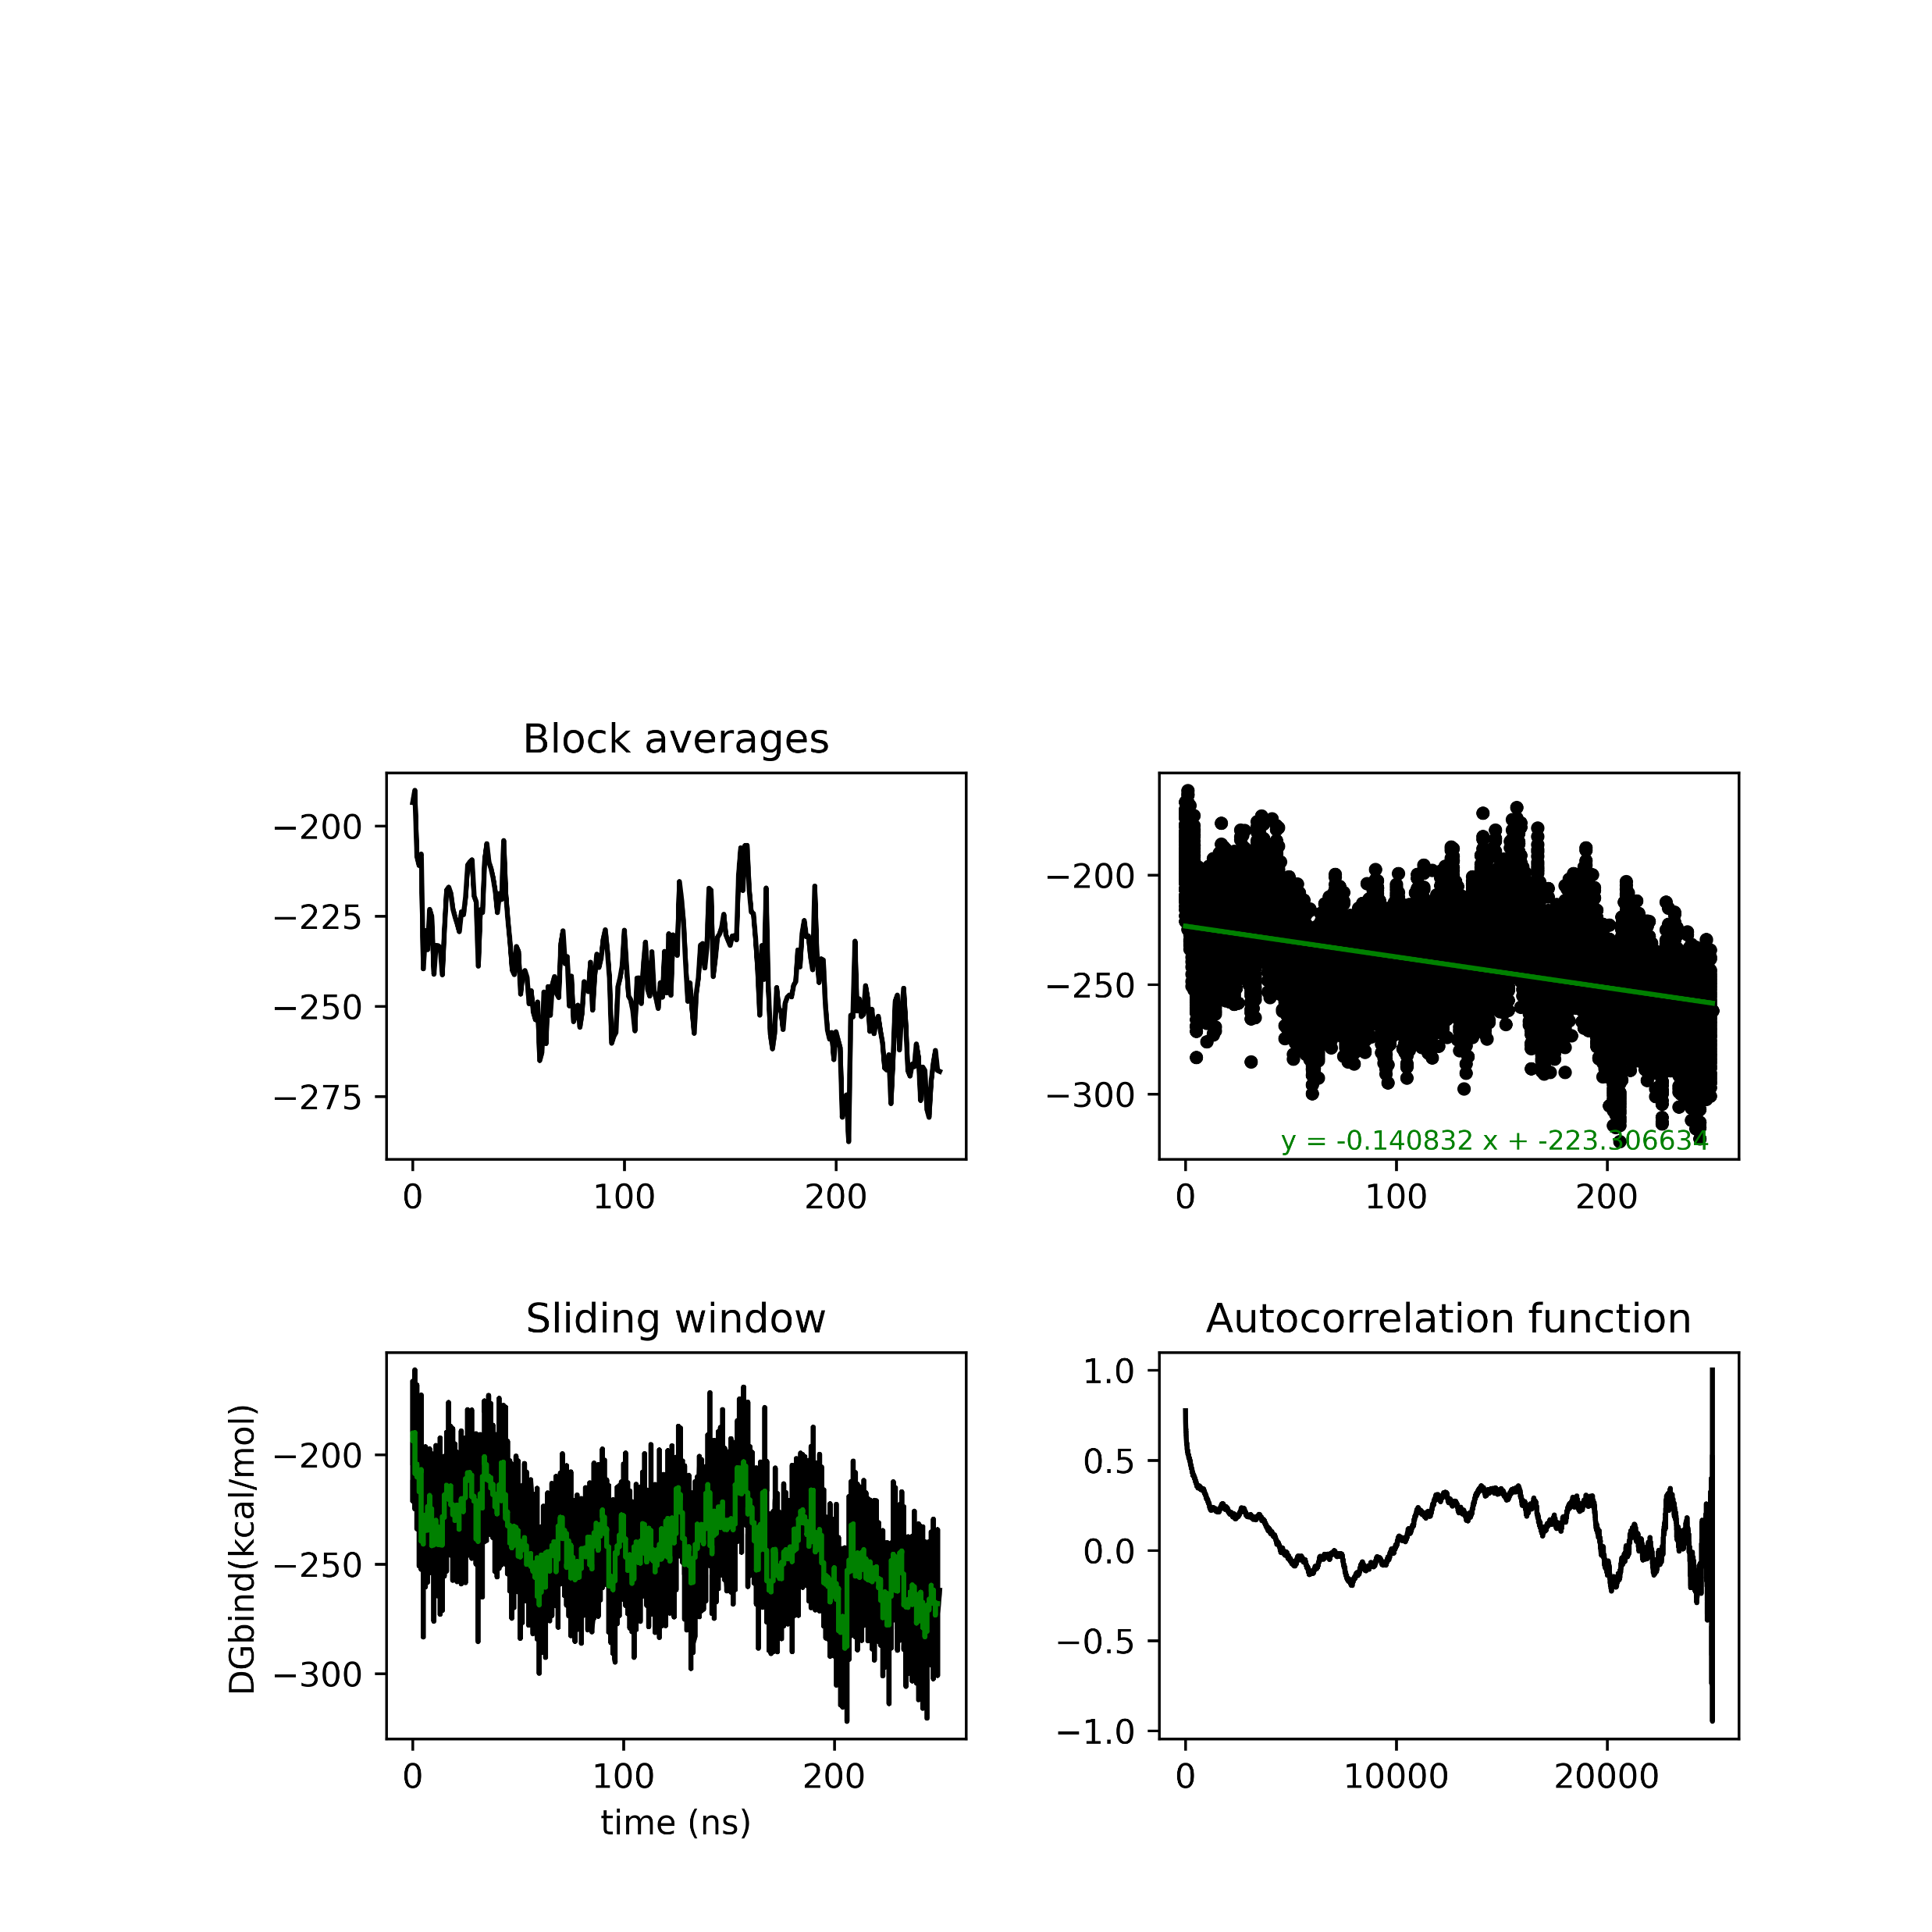 Block averages
−200
−225
−250
−275
0 100 200
−200
−250
−300
y = -0.140832 x + -223.306634
0 100 200
Sliding window
DGbind(kcal/mol)
−200
−250
−300
0 100 200
time (ns)
Autocorrelation function
1.0
0.5
0.0
−0.5
−1.0
0 10000 20000